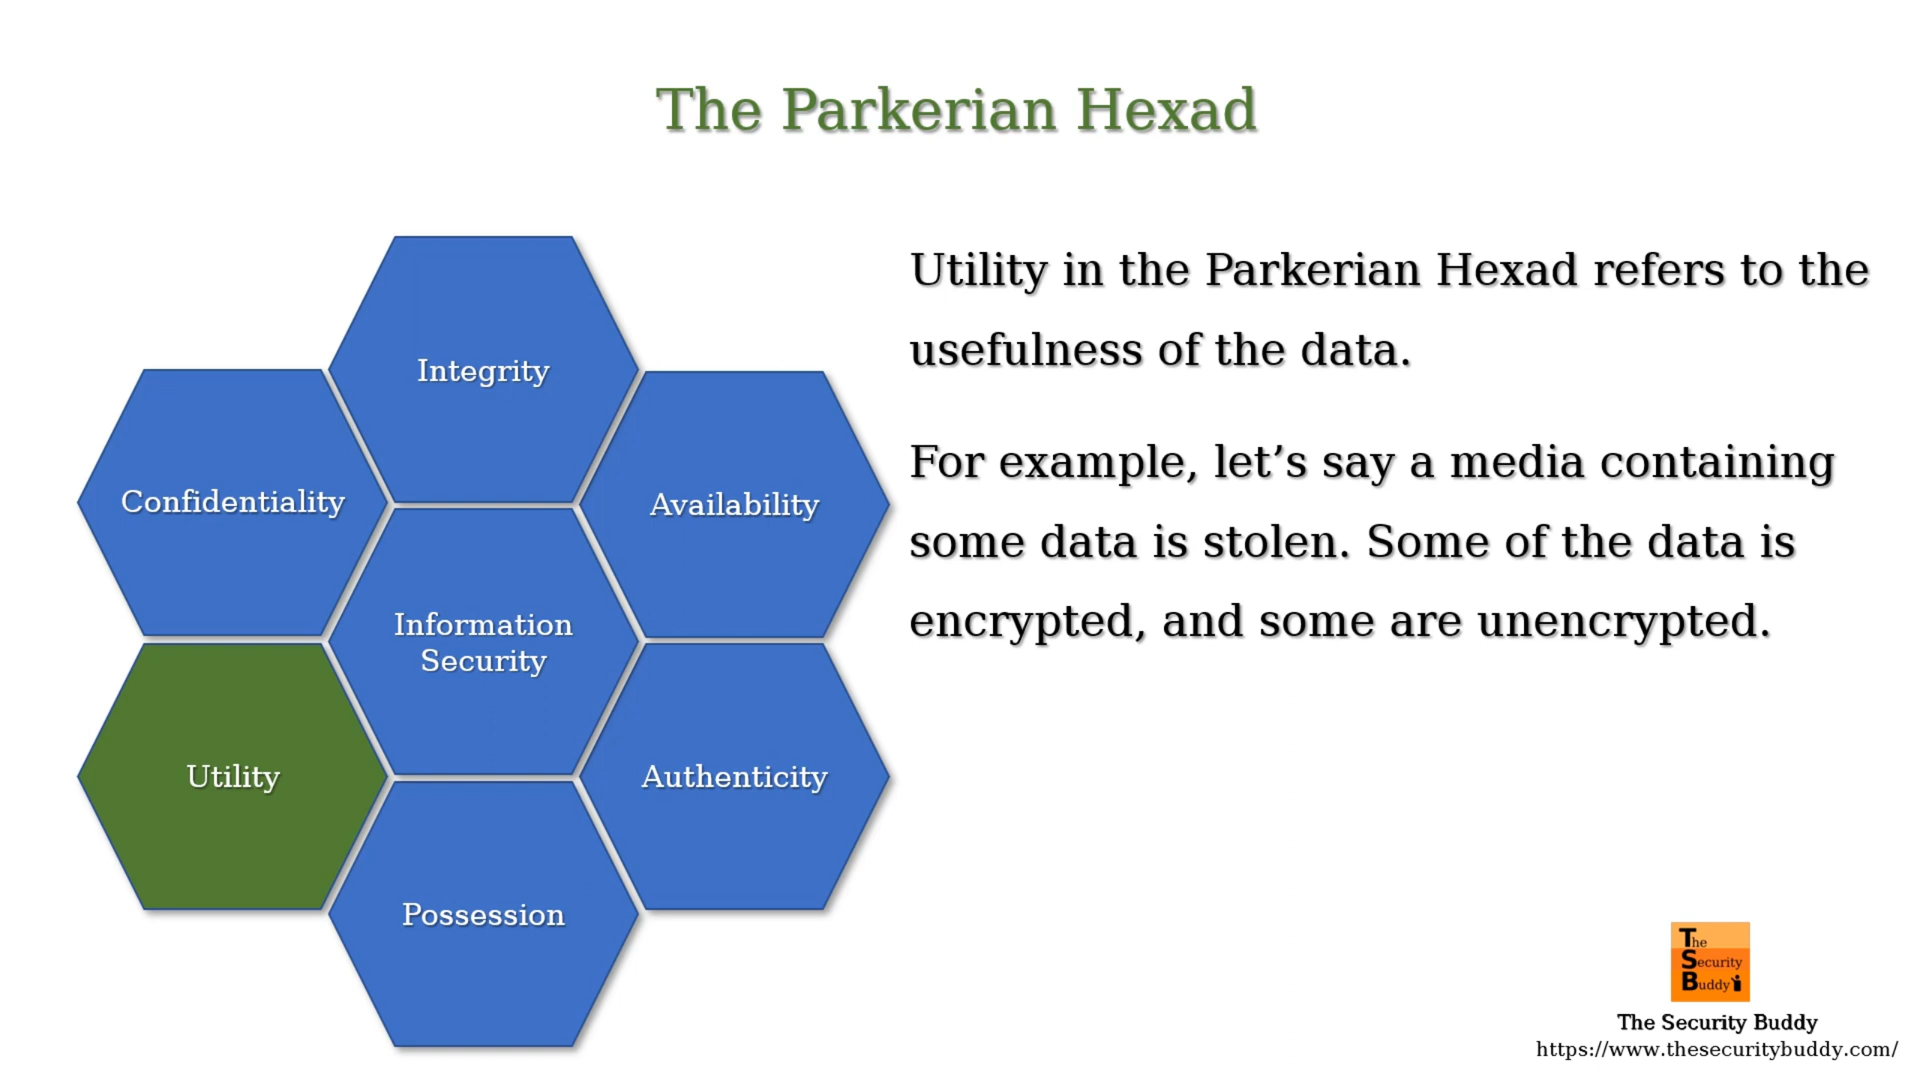 The Parkerian Hexad
Integrity
Confidentiality
Availability
Information
Security
Utility
Authenticity
Possession
Utility in the Parkerian Hexad refers to the
usefulness of the data.
For example, let’s say a media containing
some data is stolen. Some of the data is
encrypted, and some are unencrypted.
The
Security
Buddy
The Security Buddy
https://www.thesecuritybuddy.com/